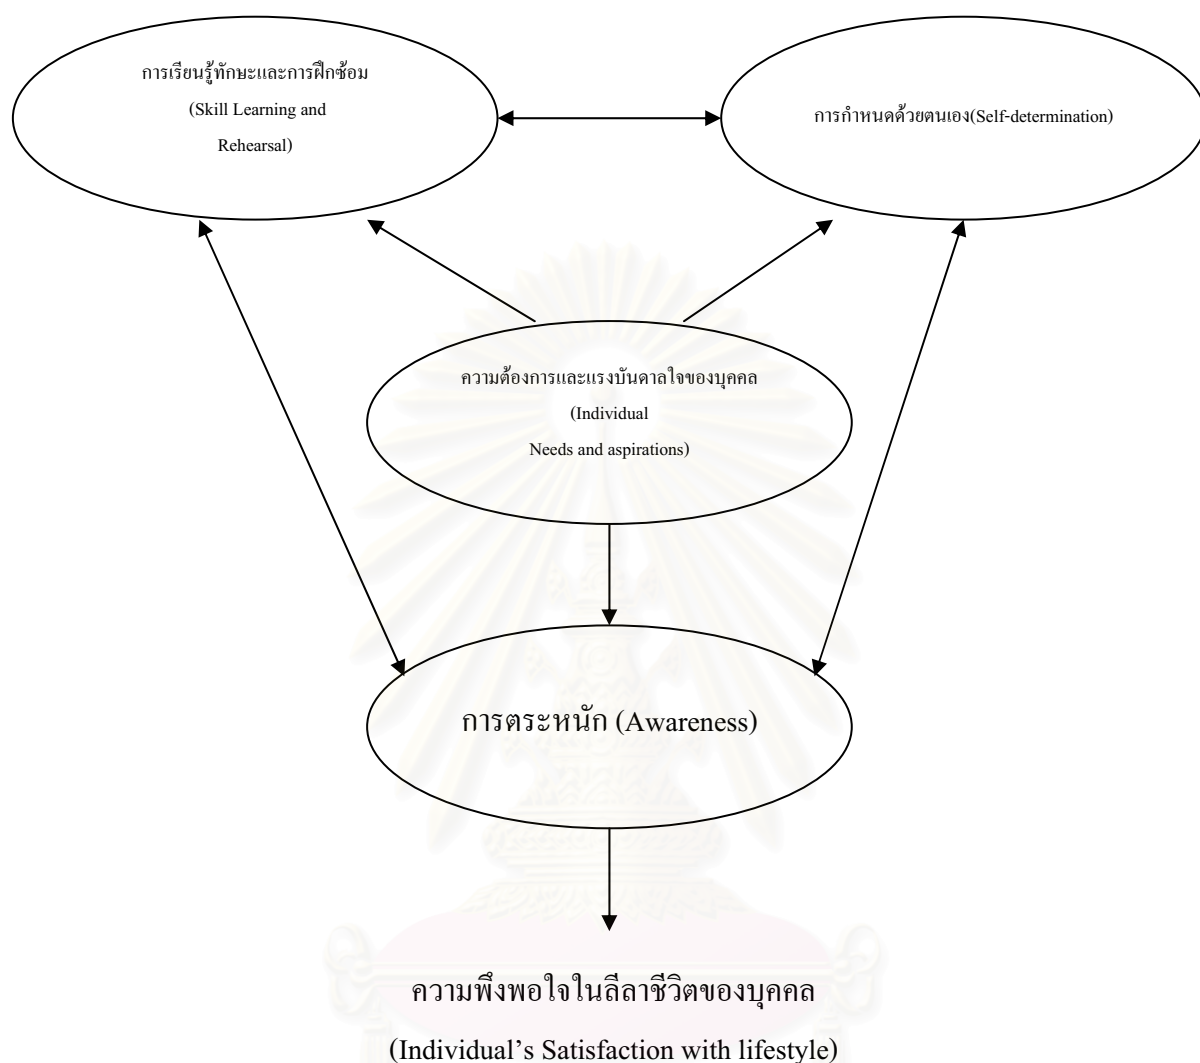 การเรียนรู้ทักษะและการฝึกซ้อม
(Skill Learning and
Rehearsal)
การกำหนดด้วยตนเอง(Self-determination)
ความต้องการและแรงบันดาลใจของบุคคล
(Individual
Needs and aspirations)
การตระหนัก (Awareness)
ความพึงพอใจในลีลาชีวิตของบุคคล
(Individual’s Satisfaction with lifestyle)